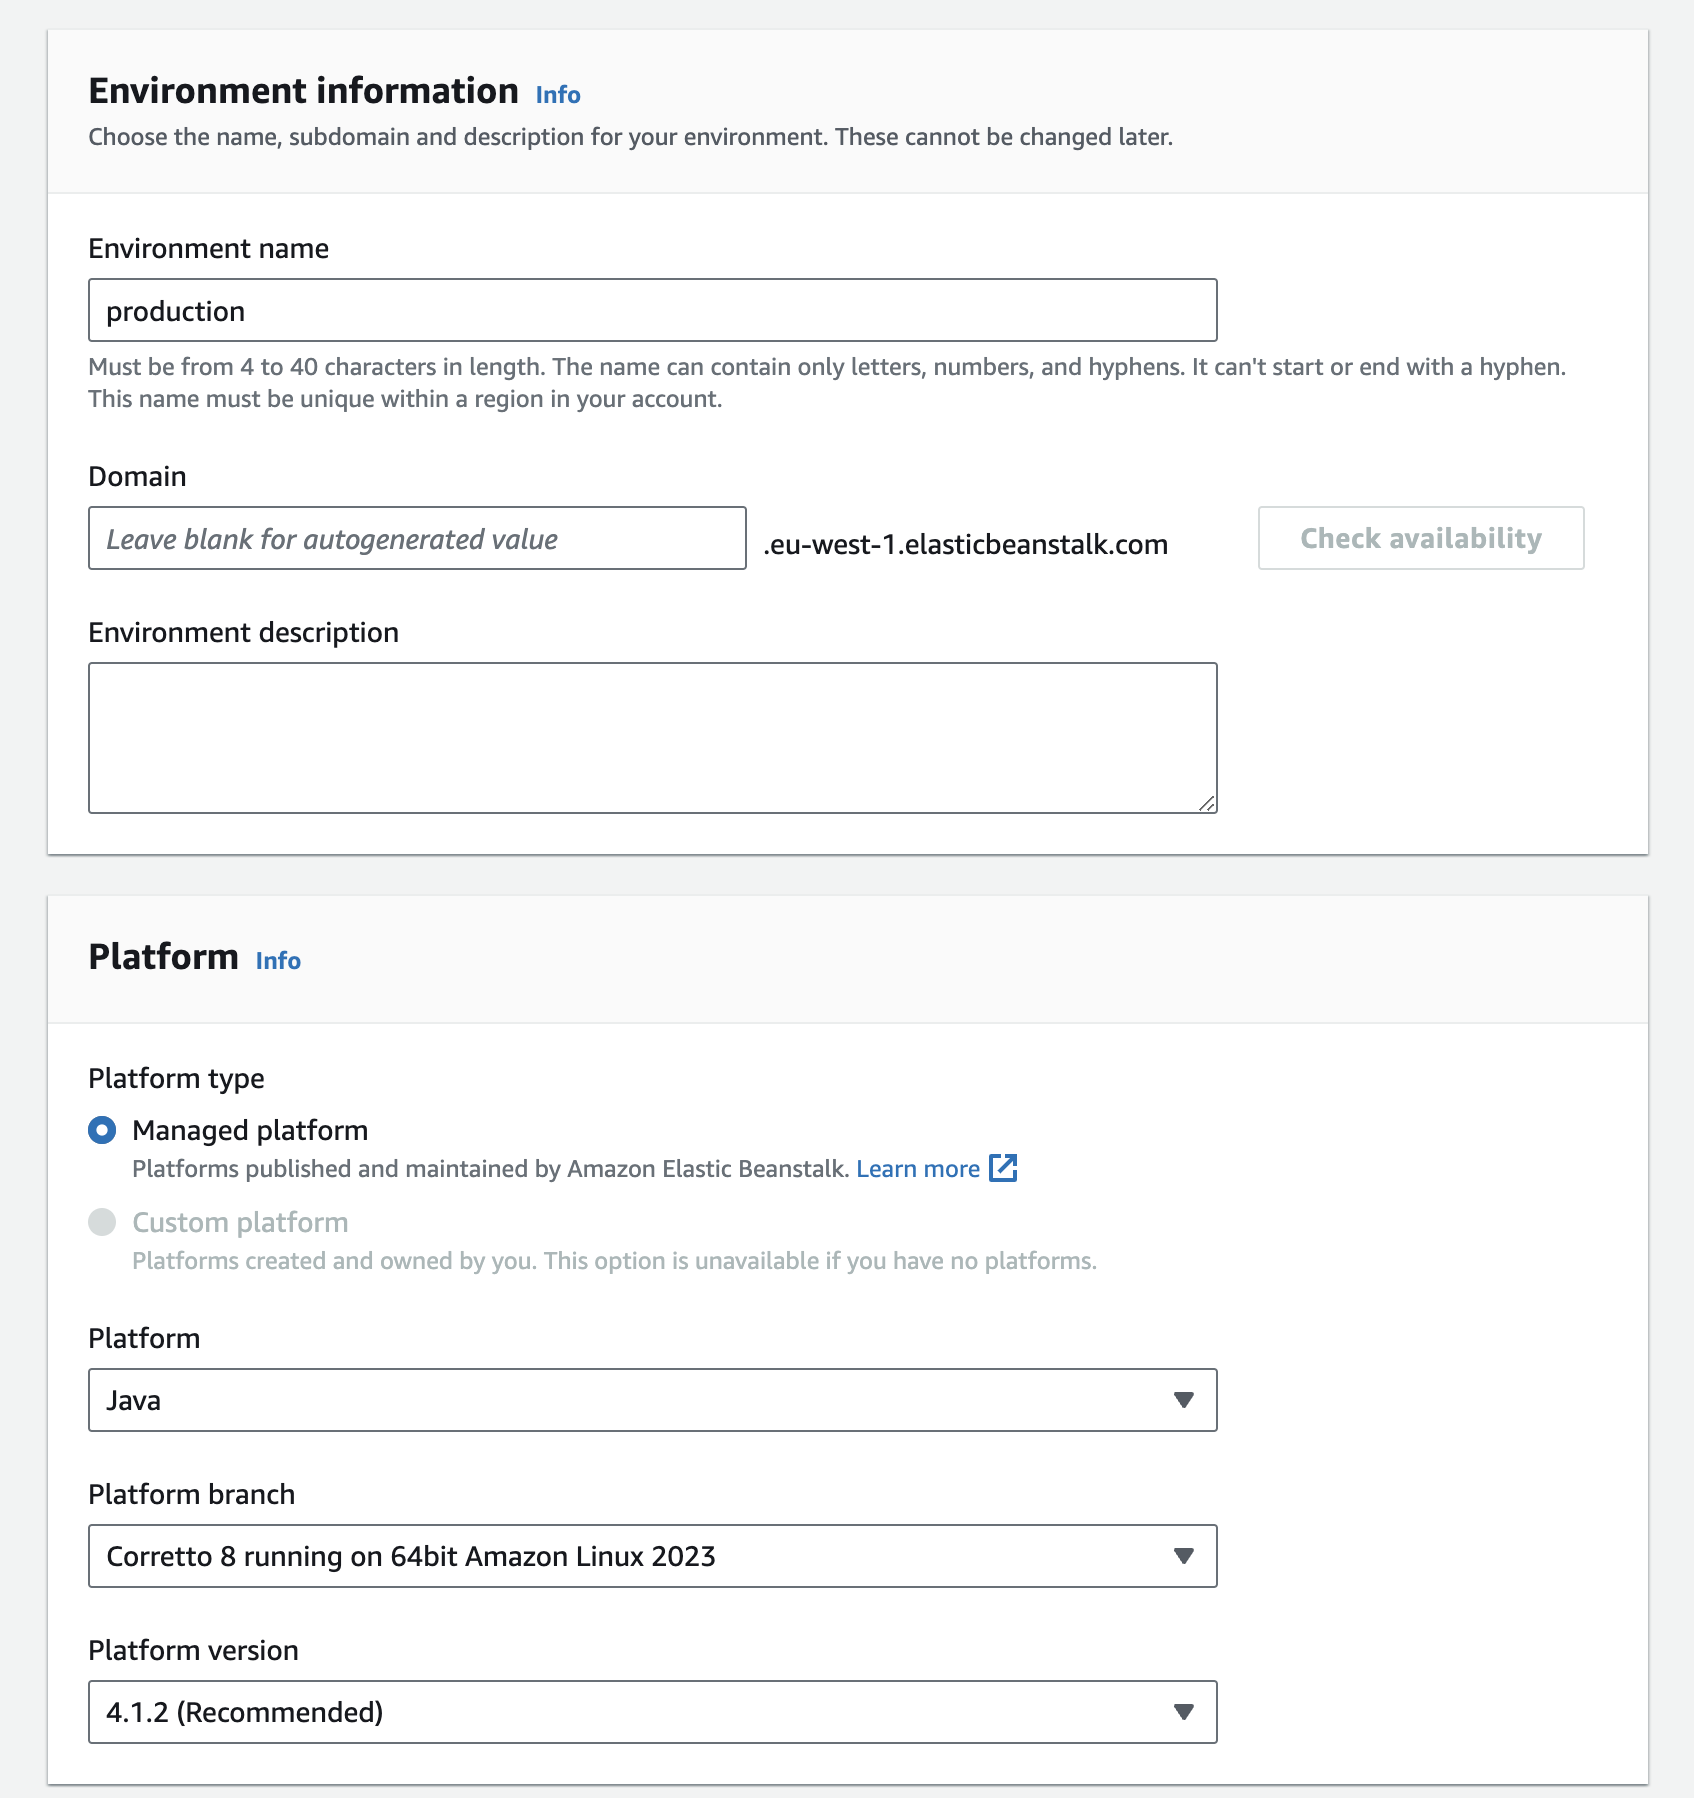 Environment information Info
Choose the name, subdomain and description for your environment. These cannot be changed later.
Environment name
production
Must be from 4 to 40 characters in length. The name can contain only letters, numbers, and hyphens. It can't start or end with a hyphen.
This name must be unique within a region in your account.
Domain
Leave blank for autogenerated value .eu-west-1.elasticbeanstalk.com Check availability
Environment description
Platform Info
Platform type
Managed platform
Platforms published and maintained by Amazon Elastic Beanstalk. Learn more
Custom platform
Platforms created and owned by you. This option is unavailable if you have no platforms.
Platform
Java
Platform branch
Corretto 8 running on 64bit Amazon Linux 2023
Platform version
4.1.2 (Recommended)